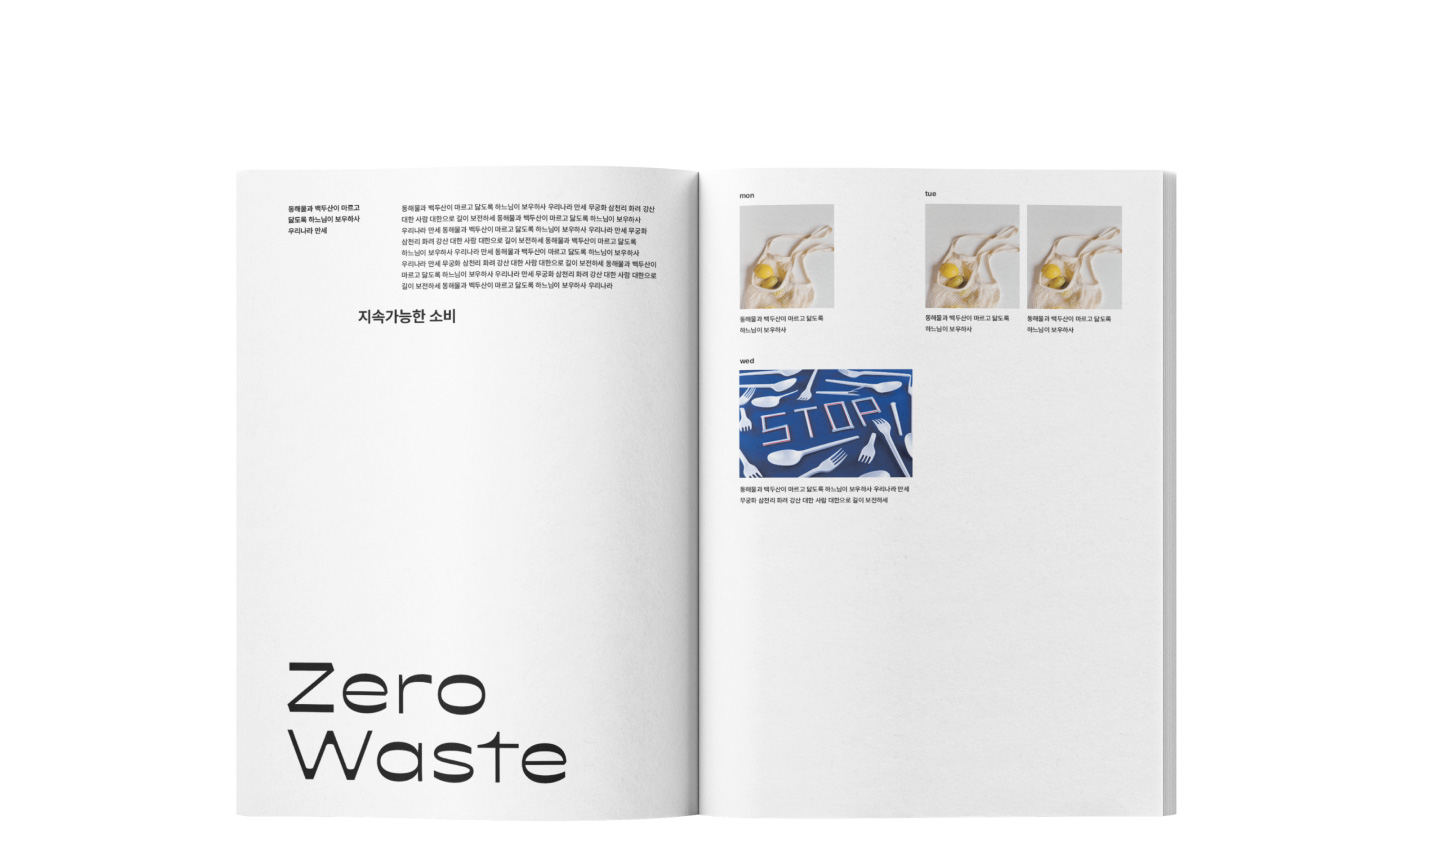 동해물과 백두산이 마르고
닳도록 하느님이 보우하사
우리나라 만세
동해물과 백두산이 마르고 닳도록 하느님이 보우하사 우리나라 만세 무궁화 삼천리 화려 강산
대한 사람 대한으로 길이 보전하세 동해물과 백두산이 마르고 닳도록 하느님이 보우하사
우리나라 만세 동해물과 백두산이 마르고 닳도록 하느님이 보우하사 우리나라 만세 무궁화
삼천리 화려 강산 대한 사람 대한으로 길이 보전하세 동해물과 백두산이 마르고 닳도록
하느님이 보우하사 우리나라 만세 동해물과 백두산이 마르고 닳도록 하느님이 보우하사
우리나라 만세 무궁화 삼천리 화려 강산 대한 사람 대한으로 길이 보전하세 동해물과 백두산이
마르고 닳도록 하느님이 보우하사 우리나라 만세 무궁화 삼천리 화려 강산 대한 사람 대한으로
길이 보전하세 동해물과 백두산이 마르고 닳도록 하느님이 보우하사 우리나라
지속가능한 소비
Zero
Waste
mon
동해물과 백두산이 마르고 닳도록
하느님이 보우하사
tue
동해물과 백두산이 마르고 닳도록
하느님이 보우하사
동해물과 백두산이 마르고 닳도록
하느님이 보우하사
wed
STOP!
동해물과 백두산이 마르고 닳도록 하느님이 보우하사 우리나라 만세
무궁화 삼천리 화려 강산 대한 사람 대한으로 길이 보전하세